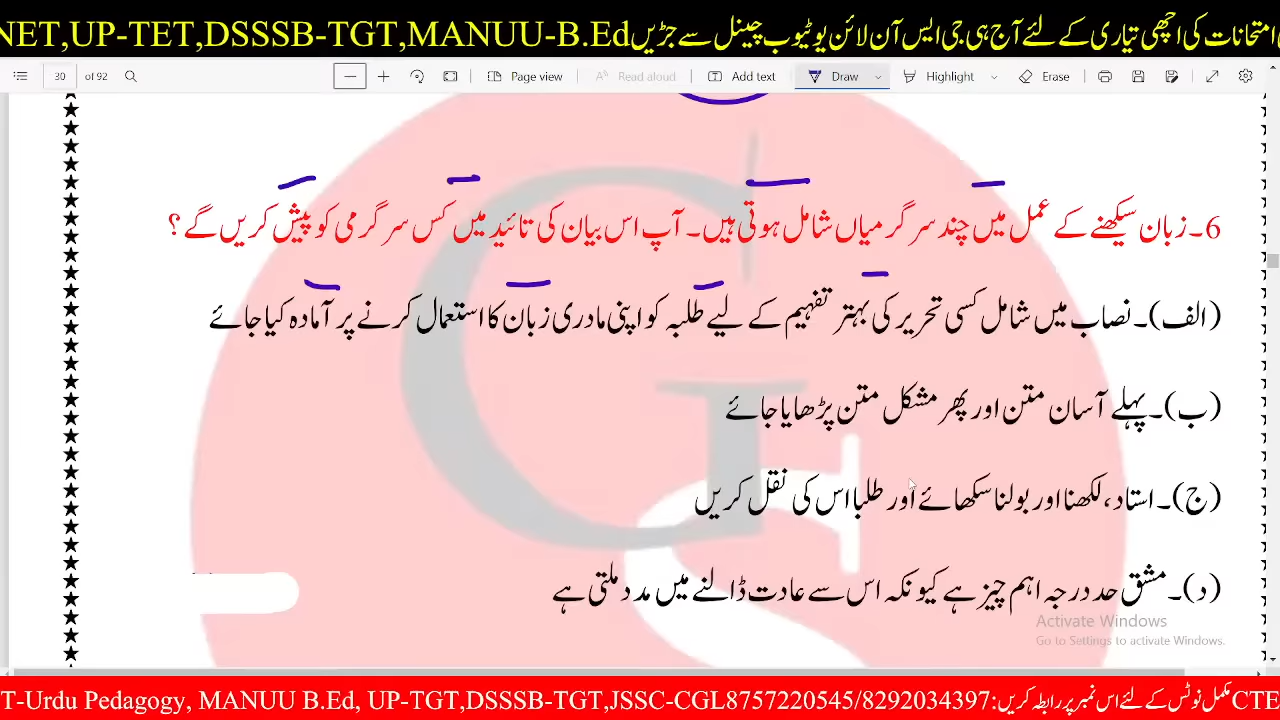 امتحانات کی اچھی تیاری کے لئے آج ہی جی ایس آن لائن یوٹیوب چینل سے جڑیں NET,UP-TET,DSSSB-TGT,MANUU-B.Ed
30 of 92 Page view Read aloud Add text Draw Highlight Erase
6۔ زبان سیکھنے کے عمل میں چند سرگرمیاں شامل ہوتی ہیں۔ آپ اس بیان کی تائید میں کس سرگرمی کو پیش کریں گے ؟
(الف)۔ نصاب میں شامل کسی تحریر کی بہتر تفہیم کے لیے طلبہ کو اپنی مادری زبان کا استعمال کرنے پر آمادہ کیا جائے
(ب)۔ پہلے آسان متن اور پھر مشکل متن پڑھایا جائے
(ج)۔ استاد، لکھنا اور بولنا سکھائے اور طلبا اس کی نقل کریں
(د)۔ مشق حد درجہ اہم چیز ہے کیونکہ اس سے عادت ڈالنے میں مدد ملتی ہے
Activate Windows
Go to Settings to activate Windows.
T-Urdu Pedagogy, MANUU B.Ed, UP-TGT,DSSSB-TGT,JSSC-CGL مکمل نوٹس کے لئے اس نمبر پر رابطہ کریں:8757220545/8292034397 CTE